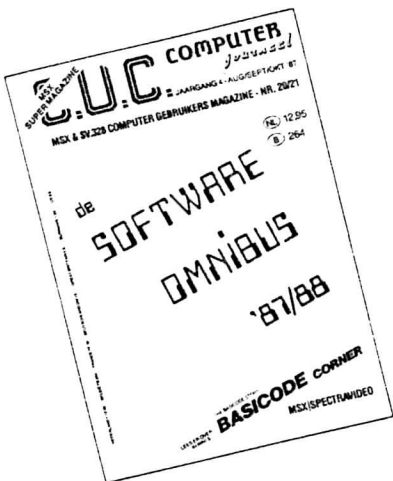 MSX
SUPER MAGAZINE
C.U.C. COMPUTER
journaal
JAARGANG 4 - AUG/SEPT/OKT '87
MSX & SV.328 COMPUTER GEBRUIKERS MAGAZINE - NR. 20/21
NL 12,95
B 264
de
SOFTWARE
OMNIBUS
'87/88
BASICODE CORNER
MSX/SPECTRAVIDEO